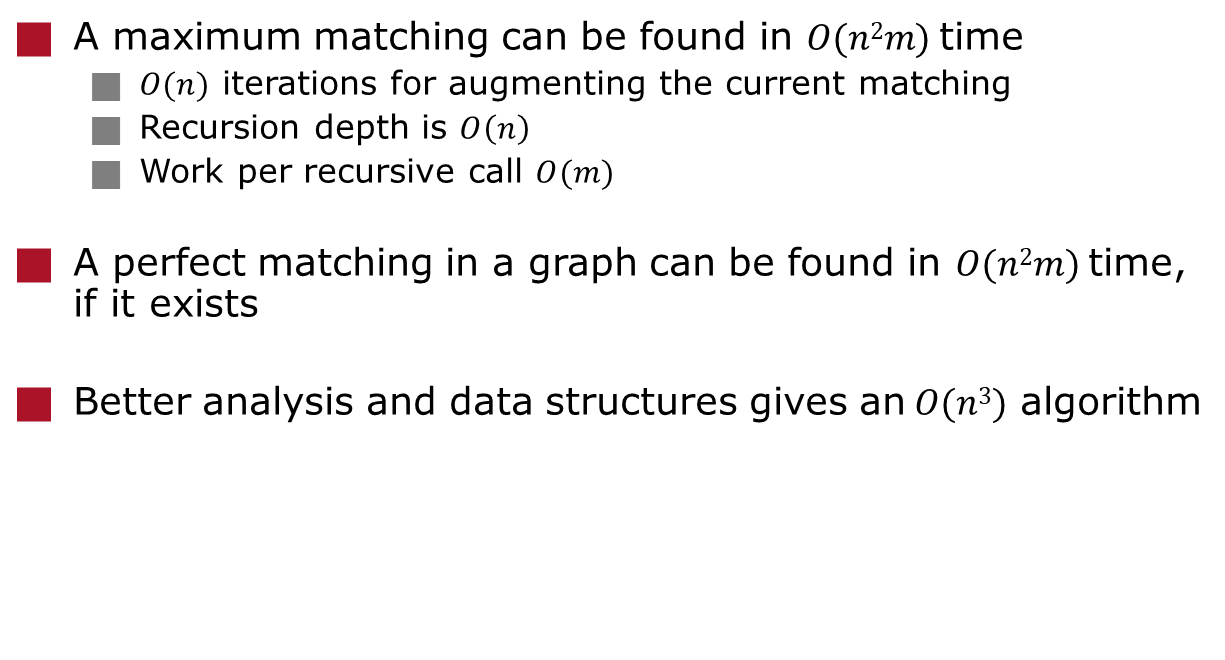 A maximum matching can be found in O(n²m) time
O(n) iterations for augmenting the current matching
Recursion depth is O(n)
Work per recursive call O(m)
A perfect matching in a graph can be found in O(n²m) time,
if it exists
Better analysis and data structures gives an O(n³) algorithm